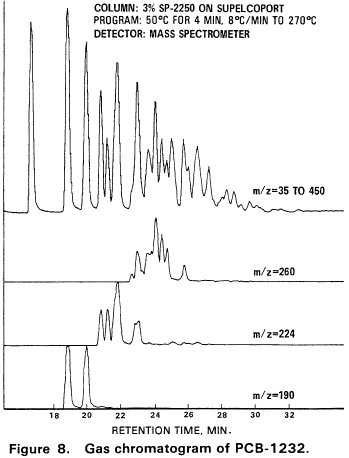 COLUMN: 3% SP-2250 ON SUPELCOPORT
PROGRAM: 50°C FOR 4 MIN, 8°C/MIN TO 270°C
DETECTOR: MASS SPECTROMETER
m/z=35 TO 450
m/z=260
m/z=224
m/z=190
18 20 22 24 26 28 30 32
RETENTION TIME, MIN.
Figure 8. Gas chromatogram of PCB-1232.